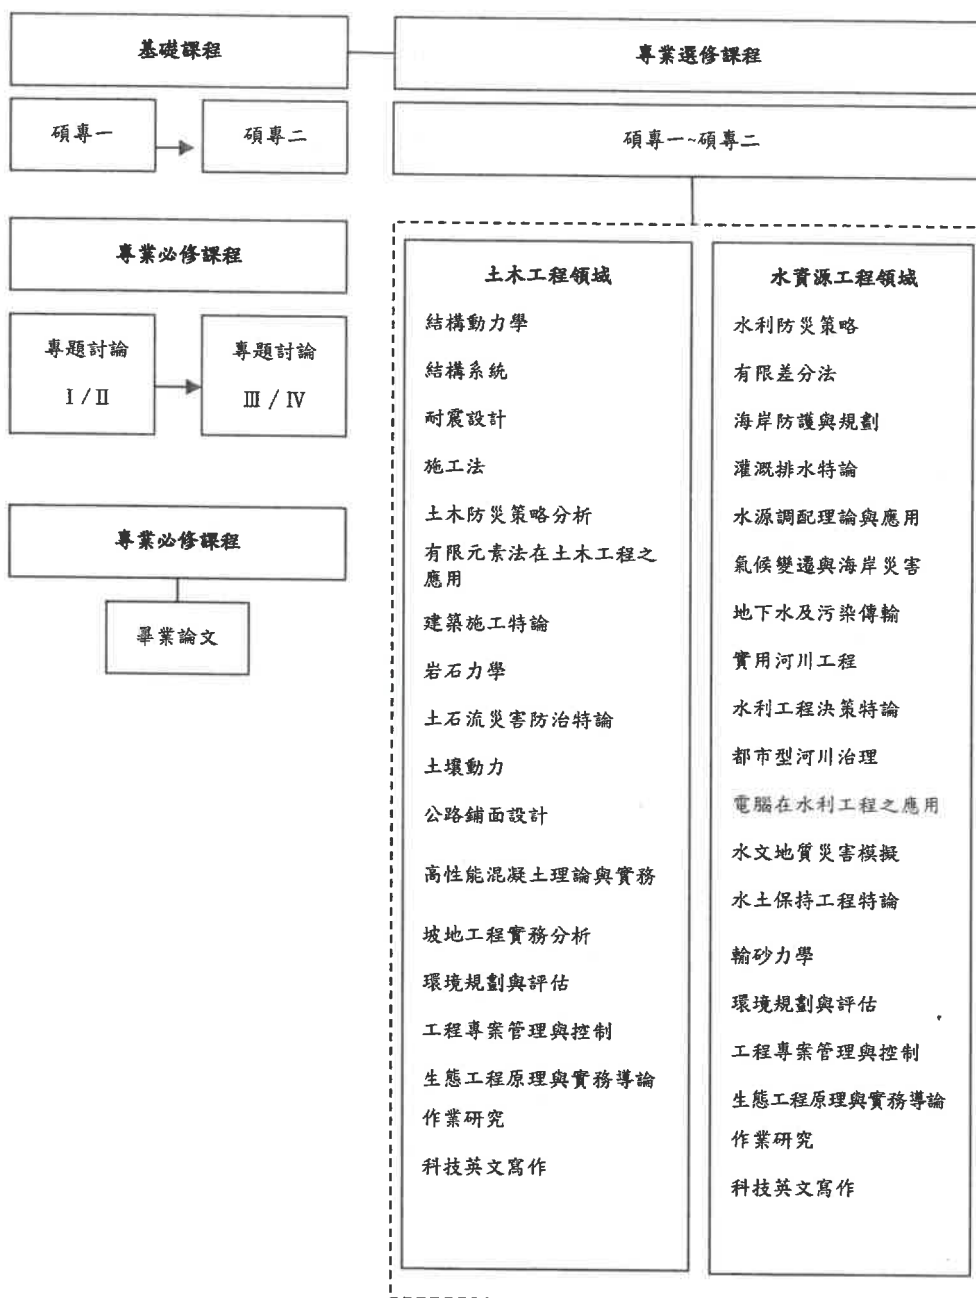 基礎課程
專業選修課程
碩專一
碩專二
碩專一~碩專二
專業必修課程
專題討論
I / II
專題討論
III / IV
專業必修課程
畢業論文
土木工程領域
結構動力學
結構系統
耐震設計
施工法
土木防災策略分析
有限元素法在土木工程之
應用
建築施工特論
岩石力學
土石流災害防治特論
土壤動力
公路鋪面設計
高性能混凝土理論與實務
坡地工程實務分析
環境規劃與評估
工程專案管理與控制
生態工程原理與實務導論
作業研究
科技英文寫作
水資源工程領域
水利防災策略
有限差分法
海岸防護與規劃
灌溉排水特論
水源調配理論與應用
氣候變遷與海岸災害
地下水及污染傳輸
實用河川工程
水利工程決策特論
都市型河川治理
電腦在水利工程之應用
水文地質災害模擬
水土保持工程特論
輸砂力學
環境規劃與評估
工程專案管理與控制
生態工程原理與實務導論
作業研究
科技英文寫作